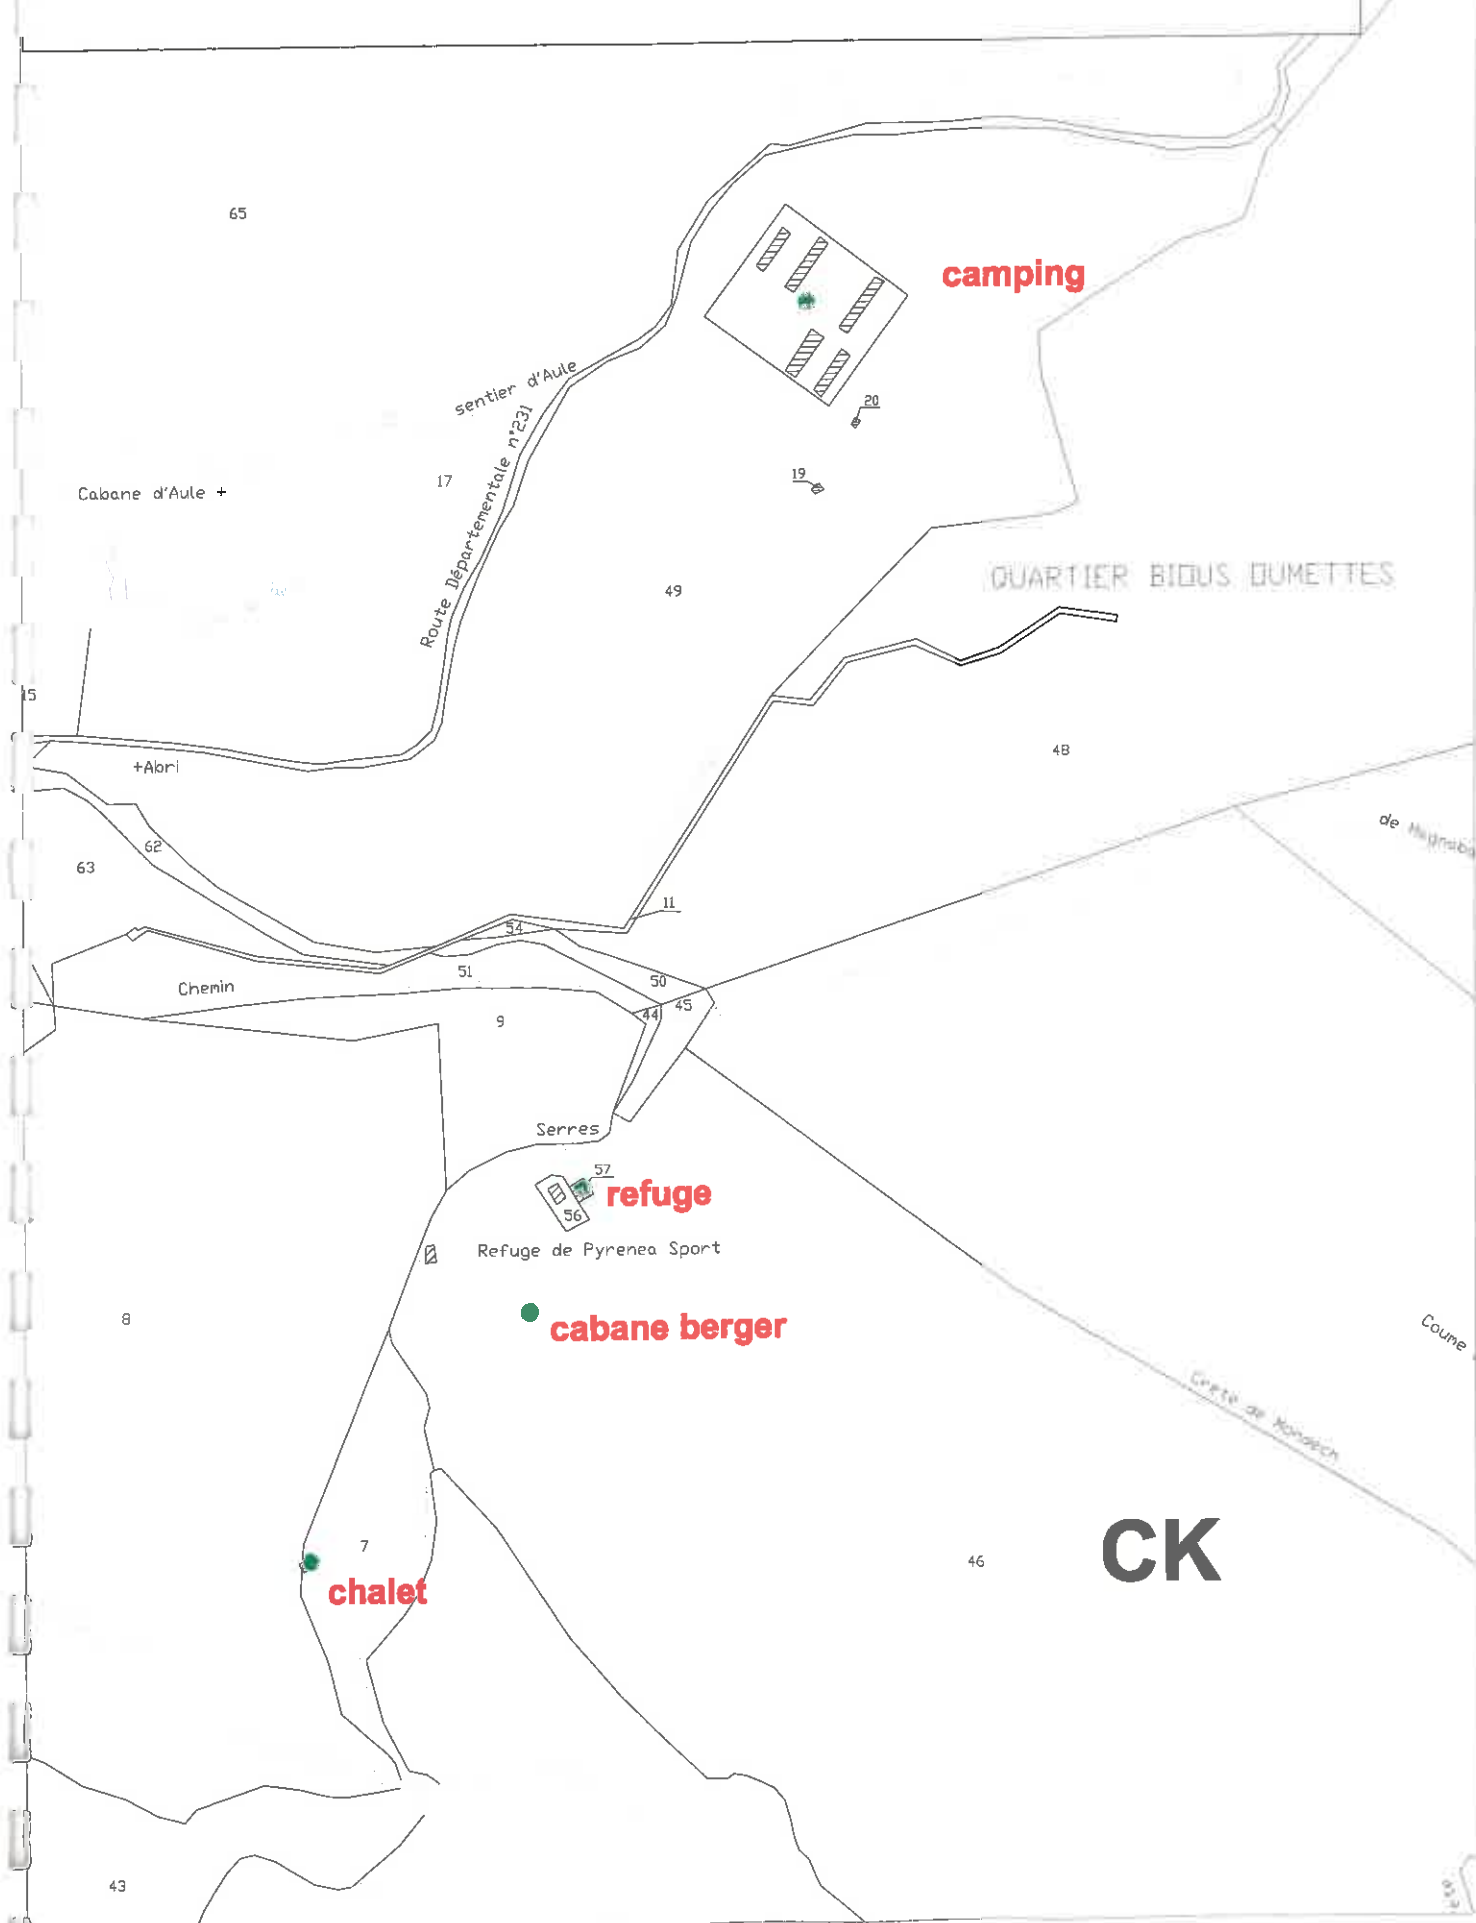 65
camping
sentier d'Aule
20
Route Départementale n°231
17
19
Cabane d'Aule +
49
QUARTIER BIOUS OUMETTES
15
48
+Abri
de
62
63
11
54
51
50
Chemin
45
44
9
Serres
57
refuge
56
Refuge de Pyrenea Sport
8
cabane berger
Coume
Crete de Mondech
7
CK
46
chalet
43